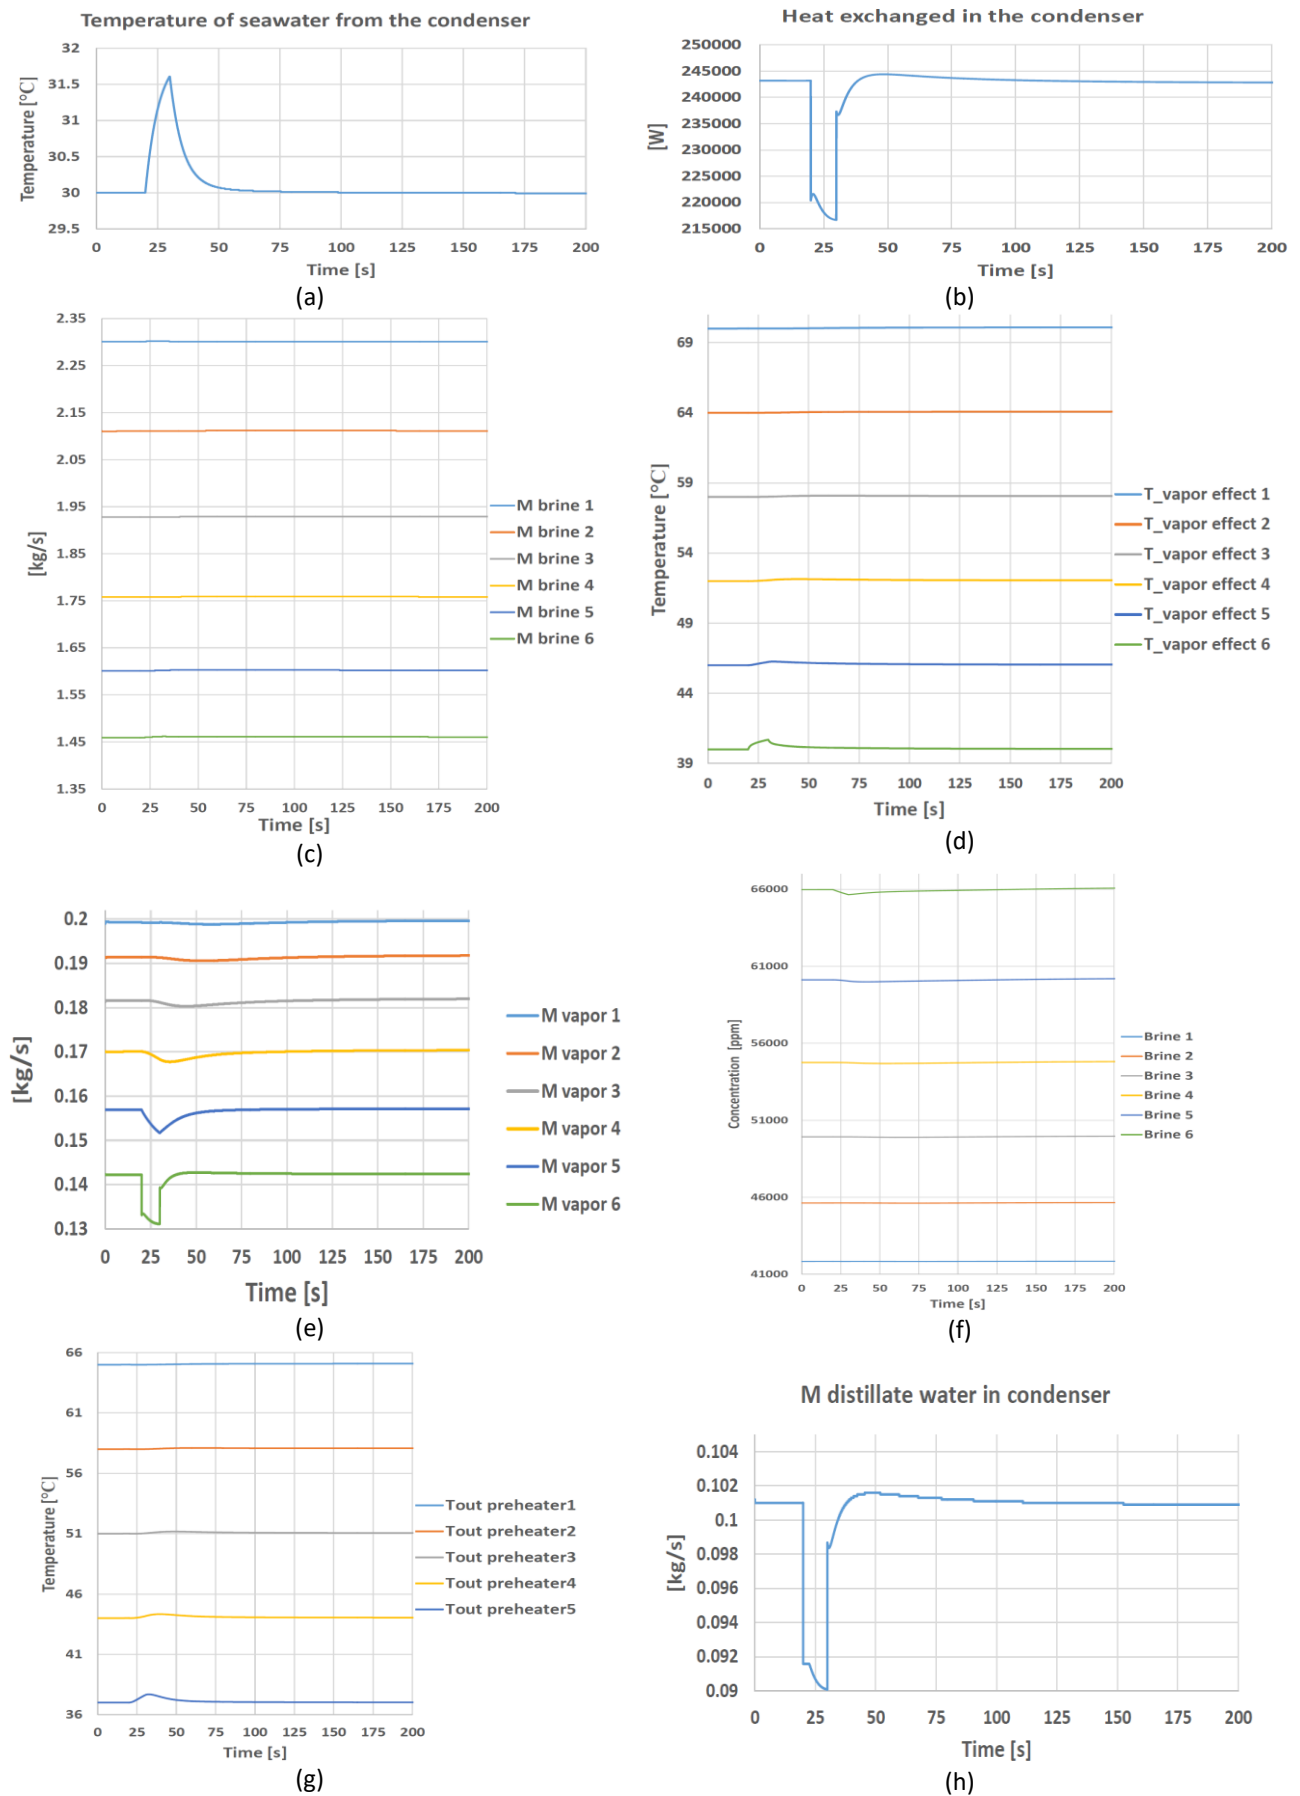 Temperature of seawater from the condenser
Temperature [°C]
32
31.5
31
30.5
30
29.5
0 25 50 75 100 125 150 175 200
Time [s]
(a)
Heat exchanged in the condenser
[W]
250000
245000
240000
235000
230000
225000
220000
215000
0 25 50 75 100 125 150 175 200
Time [s]
(b)
[kg/s]
2.35
2.25
2.15
2.05
1.95
1.85
1.75
1.65
1.55
1.45
1.35
0 25 50 75 100 125 150 175 200
Time [s]
M brine 1
M brine 2
M brine 3
M brine 4
M brine 5
M brine 6
(c)
Temperature [°C]
69
64
59
54
49
44
39
0 25 50 75 100 125 150 175 200
Time [s]
T_vapor effect 1
T_vapor effect 2
T_vapor effect 3
T_vapor effect 4
T_vapor effect 5
T_vapor effect 6
(d)
[kg/s]
0.2
0.19
0.18
0.17
0.16
0.15
0.14
0.13
0 25 50 75 100 125 150 175 200
Time [s]
M vapor 1
M vapor 2
M vapor 3
M vapor 4
M vapor 5
M vapor 6
(e)
Concentration [ppm]
66000
61000
56000
51000
46000
41000
0 25 50 75 100 125 150 175 200
Time [s]
Brine 1
Brine 2
Brine 3
Brine 4
Brine 5
Brine 6
(f)
Temperature [°C]
66
61
56
51
46
41
36
0 25 50 75 100 125 150 175 200
Time [s]
Tout preheater1
Tout preheater2
Tout preheater3
Tout preheater4
Tout preheater5
(g)
M distillate water in condenser
[kg/s]
0.104
0.102
0.1
0.098
0.096
0.094
0.092
0.09
0 25 50 75 100 125 150 175 200
Time [s]
(h)